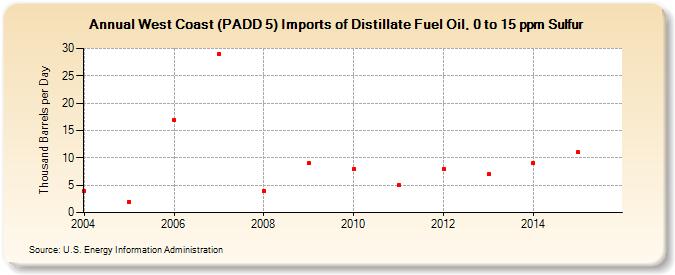 Annual West Coast (PADD 5) Imports of Distillate Fuel Oil, 0 to 15 ppm Sulfur
Thousand Barrels per Day
30
25
20
15
10
5
0
2004 2006 2008 2010 2012 2014
Source: U.S. Energy Information Administration